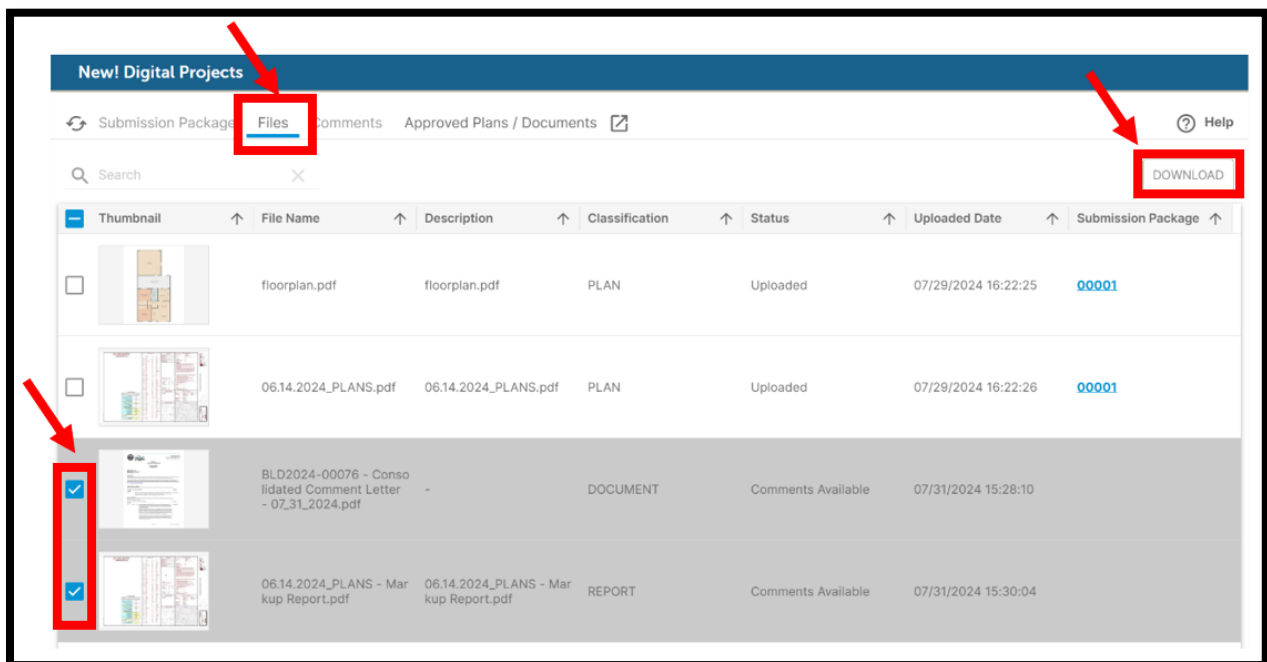 New! Digital Projects
Submission Package Files Comments Approved Plans / Documents Help
Search DOWNLOAD
Thumbnail File Name Description Classification Status Uploaded Date Submission Package
floorplan.pdf floorplan.pdf PLAN Uploaded 07/29/2024 16:22:25 00001
06.14.2024_PLANS.pdf 06.14.2024_PLANS.pdf PLAN Uploaded 07/29/2024 16:22:26 00001
BLD2024-00076 - Conso
lidated Comment Letter - DOCUMENT Comments Available 07/31/2024 15:28:10
- 07_31_2024.pdf
06.14.2024_PLANS - Mar 06.14.2024_PLANS - Mar REPORT Comments Available 07/31/2024 15:30:04
kup Report.pdf kup Report.pdf